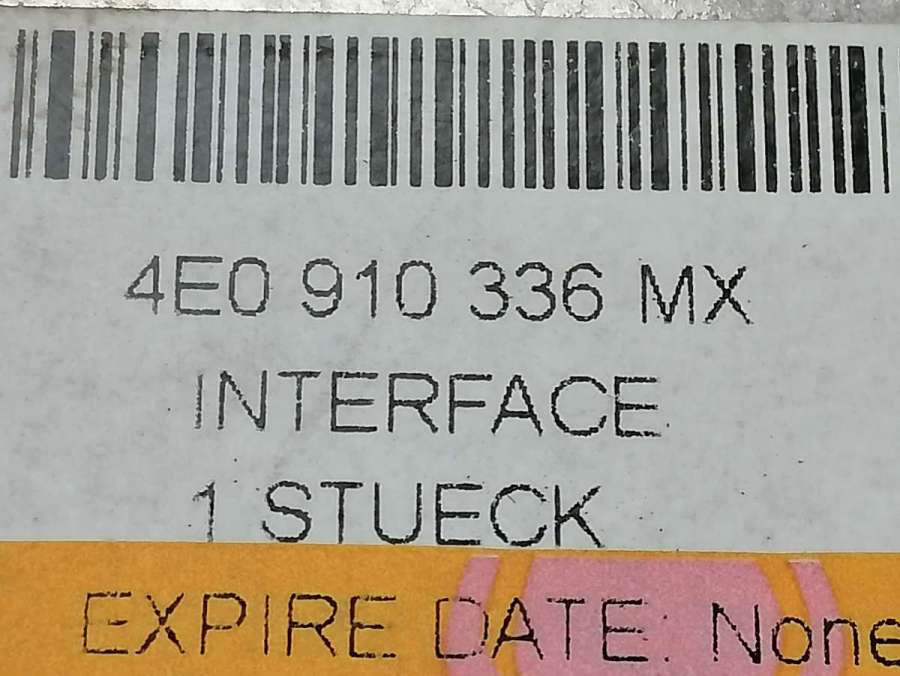 4E0 910 336 MX
INTERFACE
1 STUECK
EXPIRE DATE: None